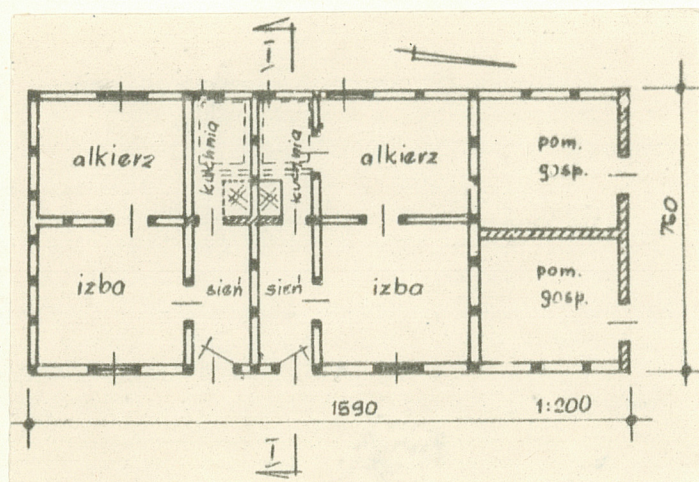 I
alkierz
kuchnia
kuchnia
alkierz
pom.
gosp.
izba
sień
sień
izba
pom.
gosp.
760
1590
1:200
I